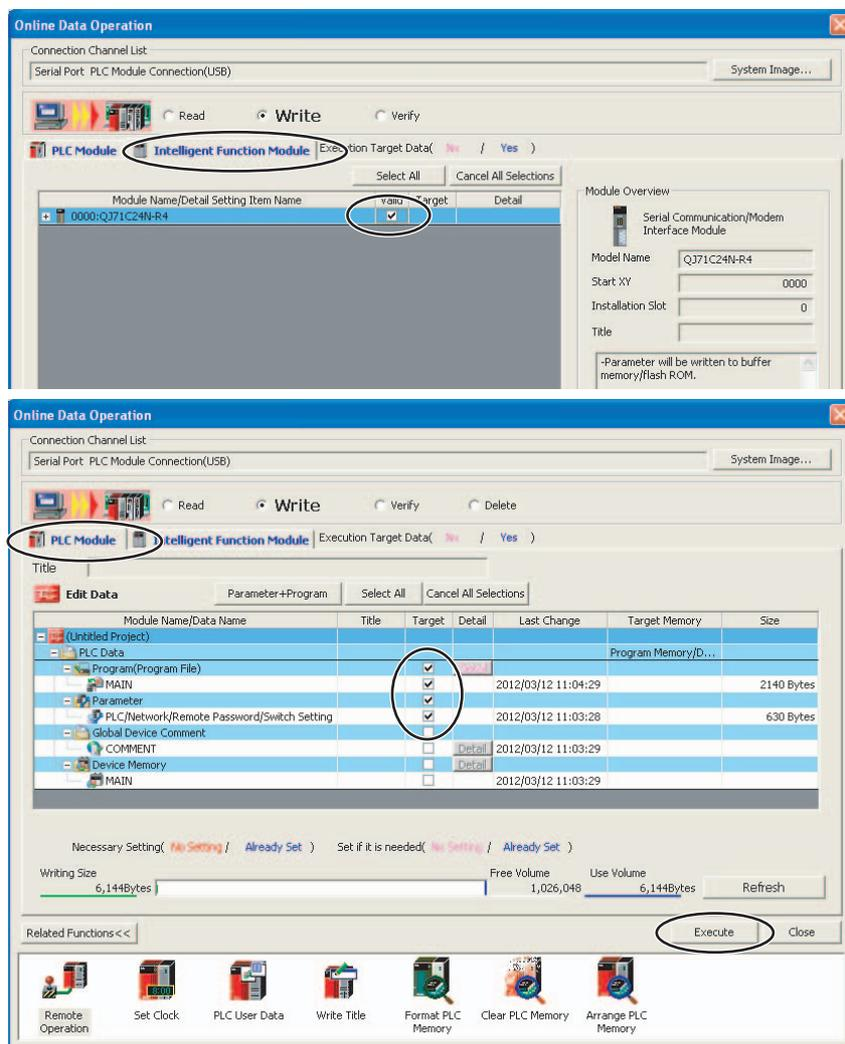 Online Data Operation
Connection Channel List
Serial Port PLC Module Connection(USB)
System Image...
Read Write Verify
PLC Module Intelligent Function Module Execution Target Data( No / Yes )
Select All Cancel All Selections
Module Name/Detail Setting Item Name Valid Target Detail
0000:QJ71C24N-R4
Module Overview
Serial Communication/Modem
Interface Module
Model Name QJ71C24N-R4
Start XY 0000
Installation Slot 0
Title
-Parameter will be written to buffer
memory/flash ROM.
Online Data Operation
Connection Channel List
Serial Port PLC Module Connection(USB)
System Image...
Read Write Verify Delete
PLC Module Intelligent Function Module Execution Target Data( No / Yes )
Title
Edit Data Parameter+Program Select All Cancel All Selections
Module Name/Data Name Title Target Detail Last Change Target Memory Size
(Untitled Project)
PLC Data Program Memory/D...
Program(Program File)
MAIN 2012/03/12 11:04:29 2140 Bytes
Parameter
PLC/Network/Remote Password/Switch Setting 2012/03/12 11:03:28 630 Bytes
Global Device Comment
COMMENT Detail 2012/03/12 11:03:29
Device Memory Detail
MAIN 2012/03/12 11:03:29
Necessary Setting( No Setting / Already Set ) Set if it is needed( No Setting / Already Set )
Writing Size Free Volume Use Volume
6,144Bytes 1,026,048 6,144Bytes Refresh
Related Functions<< Execute Close
Remote
Operation
Set Clock
PLC User Data
Write Title
Format PLC
Memory
Clear PLC Memory
Arrange PLC
Memory